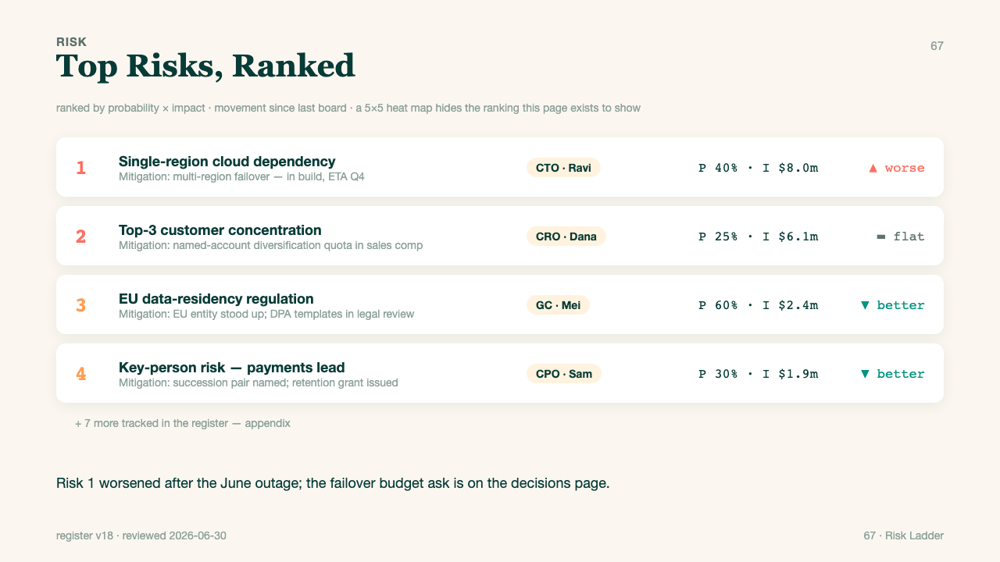 RISK
67
Top Risks, Ranked
ranked by probability × impact · movement since last board · a 5×5 heat map hides the ranking this page exists to show
1
Single-region cloud dependency
Mitigation: multi-region failover — in build, ETA Q4
CTO · Ravi
P 40% · I $8.0m
▲ worse
2
Top-3 customer concentration
Mitigation: named-account diversification quota in sales comp
CRO · Dana
P 25% · I $6.1m
▬ flat
3
EU data-residency regulation
Mitigation: EU entity stood up; DPA templates in legal review
GC · Mei
P 60% · I $2.4m
▼ better
4
Key-person risk — payments lead
Mitigation: succession pair named; retention grant issued
CPO · Sam
P 30% · I $1.9m
▼ better
+ 7 more tracked in the register — appendix
Risk 1 worsened after the June outage; the failover budget ask is on the decisions page.
register v18 · reviewed 2026-06-30
67 · Risk Ladder